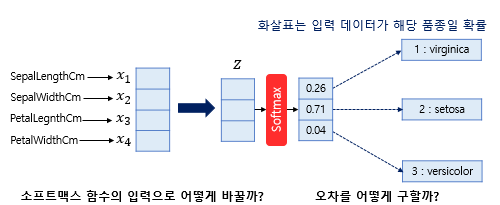 화살표는 입력 데이터가 해당 품종일 확률
z
1 : virginica
SepalLengthCm x1
SepalWidthCm x2
PetalLegnthCm x3
PetalWidthCm x4
Softmax
0.26
0.71
0.04
2 : setosa
3 : versicolor
소프트맥스 함수의 입력으로 어떻게 바꿀까?
오차를 어떻게 구할까?